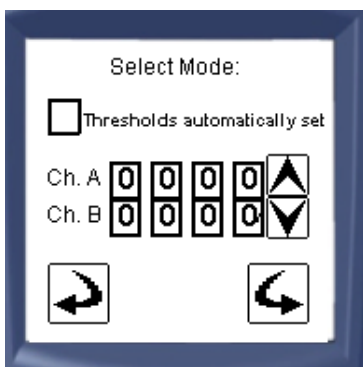 Select Mode:
Thresholds automatically set
Ch. A 0 0 0 0
Ch. B 0 0 0 0